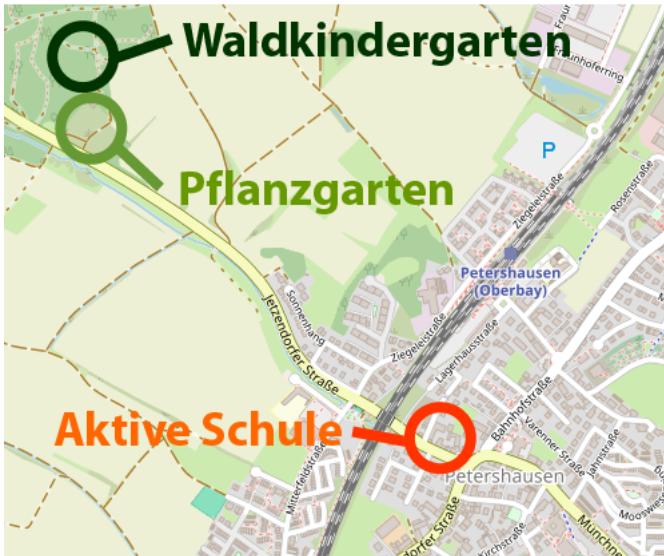 Waldkindergarten
Fraunhoferring
P
Pflanzgarten
Ziegeleistraße
Rosenstraße
Petershausen
(Oberbay)
Sonnenhang
Jetzendorfer Straße
Ziegeleistraße
Lagerhausstraße
Bahnhofstraße
Aktive Schule
Varenner Straße
Jahnstraße
Mitterfeldstraße
Petershausen